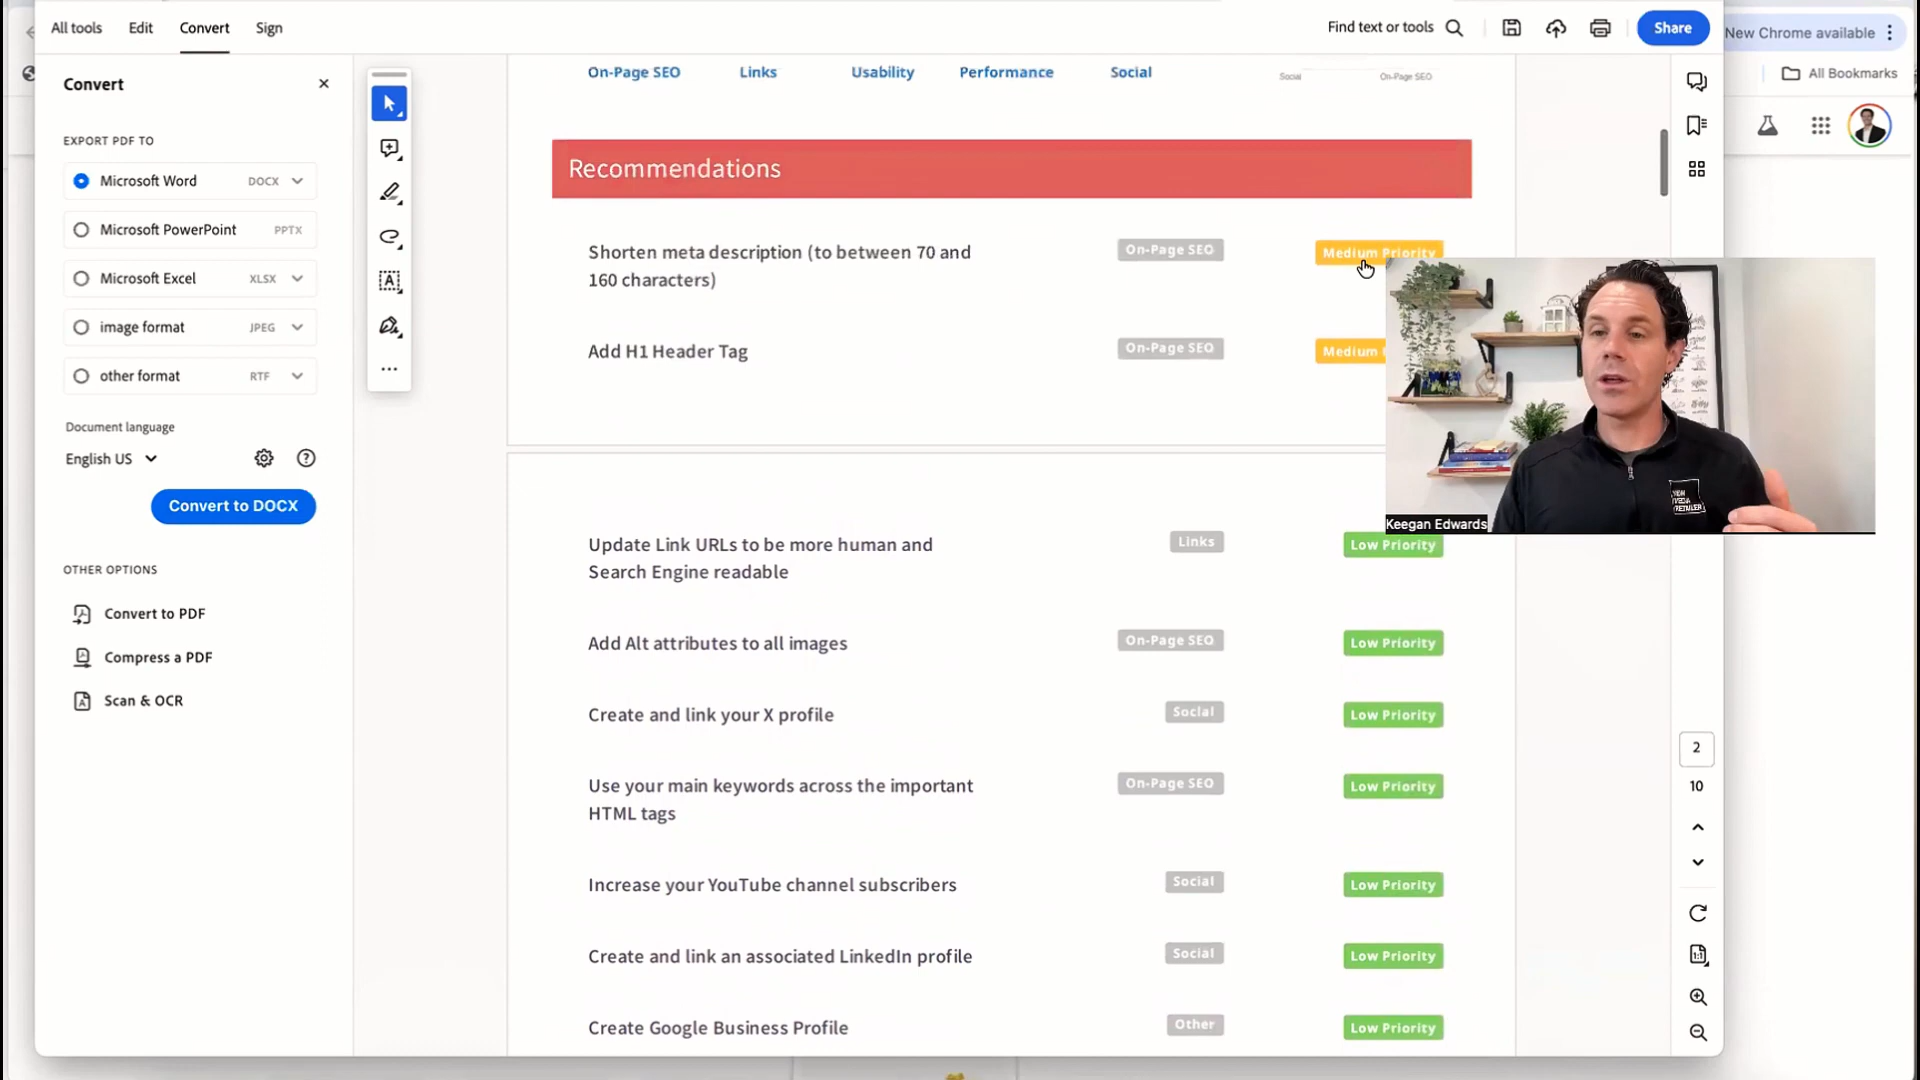 All tools
Edit
Convert
Sign
Find text or tools
Share
New Chrome available
All Bookmarks
Convert
EXPORT PDF TO
Microsoft Word DOCX
Microsoft PowerPoint PPTX
Microsoft Excel XLSX
image format JPEG
other format RTF
Document language
English US
Convert to DOCX
OTHER OPTIONS
Convert to PDF
Compress a PDF
Scan & OCR
On-Page SEO
Links
Usability
Performance
Social
Social
On-Page SEO
Recommendations
Shorten meta description (to between 70 and
160 characters)
On-Page SEO
Medium Priority
Add H1 Header Tag
On-Page SEO
Medium
Update Link URLs to be more human and
Search Engine readable
Links
Low Priority
Add Alt attributes to all images
On-Page SEO
Low Priority
Create and link your X profile
Social
Low Priority
Use your main keywords across the important
HTML tags
On-Page SEO
Low Priority
Increase your YouTube channel subscribers
Social
Low Priority
Create and link an associated LinkedIn profile
Social
Low Priority
Create Google Business Profile
Other
Low Priority
Keegan Edwards
2
10
1:1